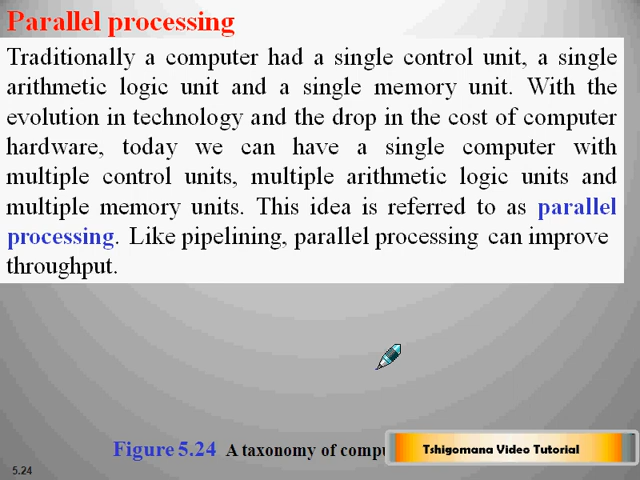 Parallel processing
Traditionally a computer had a single control unit, a single
arithmetic logic unit and a single memory unit. With the
evolution in technology and the drop in the cost of computer
hardware, today we can have a single computer with
multiple control units, multiple arithmetic logic units and
multiple memory units. This idea is referred to as parallel
processing. Like pipelining, parallel processing can improve
throughput.
Figure 5.24 A taxonomy of compu
Tshigomana Video Tutorial
5.24